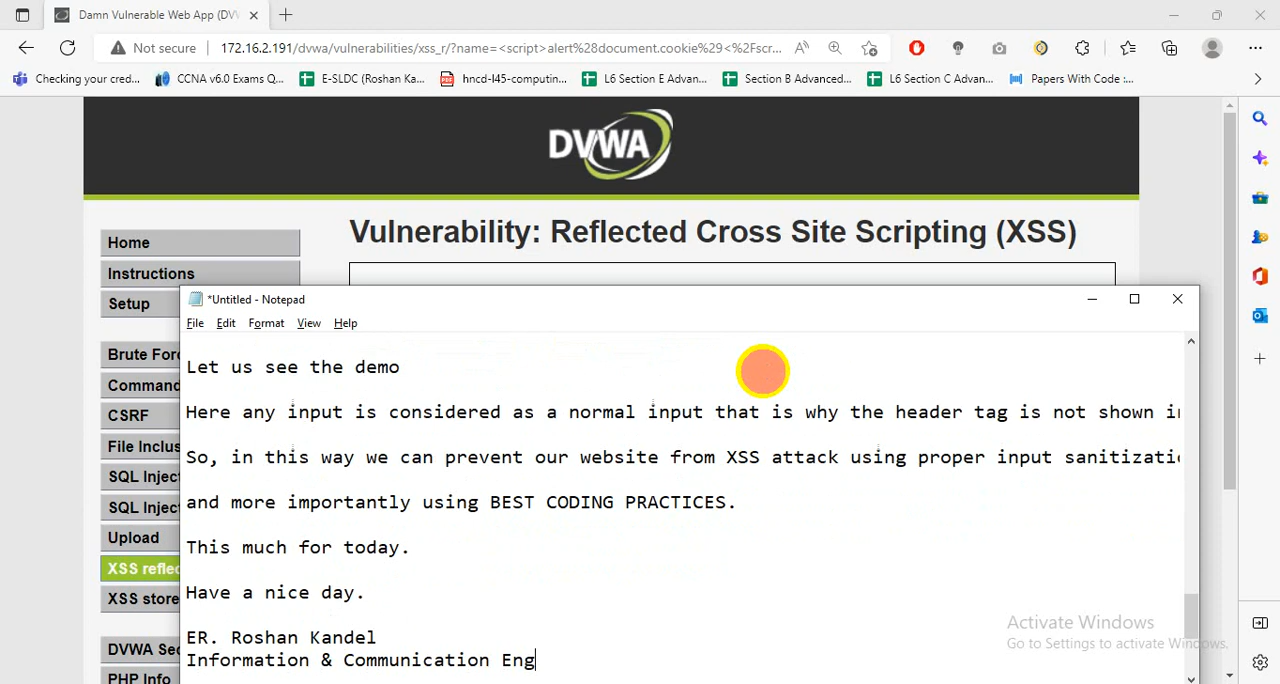 Damn Vulnerable Web App (DV
Not secure
172.16.2.191/dvwa/vulnerabilities/xss_r/?name=<script>alert%28document.cookie%29<%2Fscr...
Checking your cred...
CCNA v6.0 Exams Q...
E-SLDC (Roshan Ka...
hncd-l45-computin...
L6 Section E Advan...
Section B Advanced...
L6 Section C Advan...
Papers With Code :...
DVWA
Vulnerability: Reflected Cross Site Scripting (XSS)
Home
Instructions
Setup
Brute Forc
Command
CSRF
File Inclus
SQL Inject
SQL Inject
Upload
XSS reflec
XSS store
DVWA Sec
PHP Info
*Untitled - Notepad
File Edit Format View Help
Let us see the demo
Here any input is considered as a normal input that is why the header tag is not shown i
So, in this way we can prevent our website from XSS attack using proper input sanitizati
and more importantly using BEST CODING PRACTICES.
This much for today.
Have a nice day.
ER. Roshan Kandel
Information & Communication Eng
Activate Windows
Go to Settings to activate Windows.